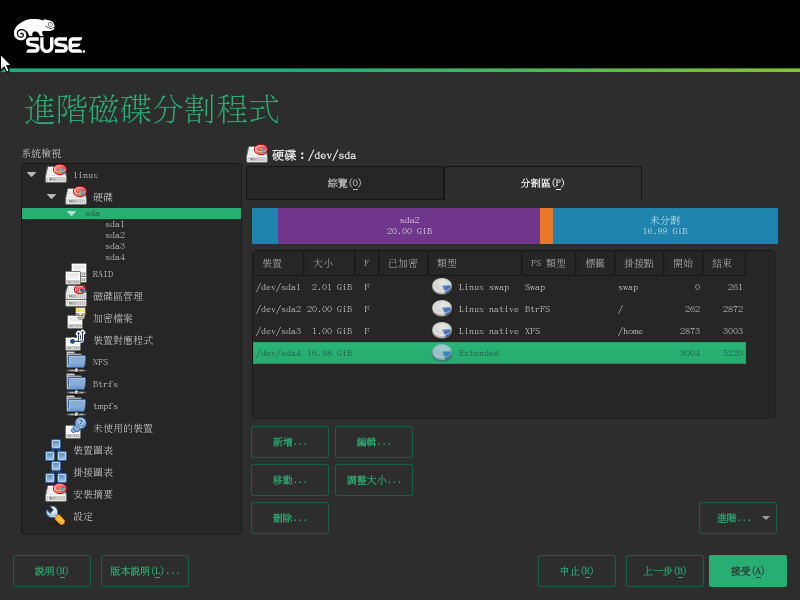 SUSE
進階磁碟分割程式
系統檢視
linux
硬碟
sda
sda1
sda2
sda3
sda4
RAID
磁碟區管理
加密檔案
裝置對應程式
NFS
Btrfs
tmpfs
未使用的裝置
裝置圖表
掛接圖表
安裝摘要
設定
硬碟：/dev/sda
綜覽(O) 分割區(P)
sda2 未分割
20.00 GiB 16.99 GiB
裝置 大小 F 已加密 類型 FS 類型 標籤 掛接點 開始 結束
/dev/sda1 2.01 GiB F Linux swap Swap swap 0 261
/dev/sda2 20.00 GiB F Linux native BtrFS / 262 2872
/dev/sda3 1.00 GiB F Linux native XFS /home 2873 3003
/dev/sda4 16.98 GiB Extended 3004 5220
新增... 編輯...
移動... 調整大小...
刪除... 進階...
說明(H) 版本說明(L)... 中止(R) 上一步(B) 接受(A)